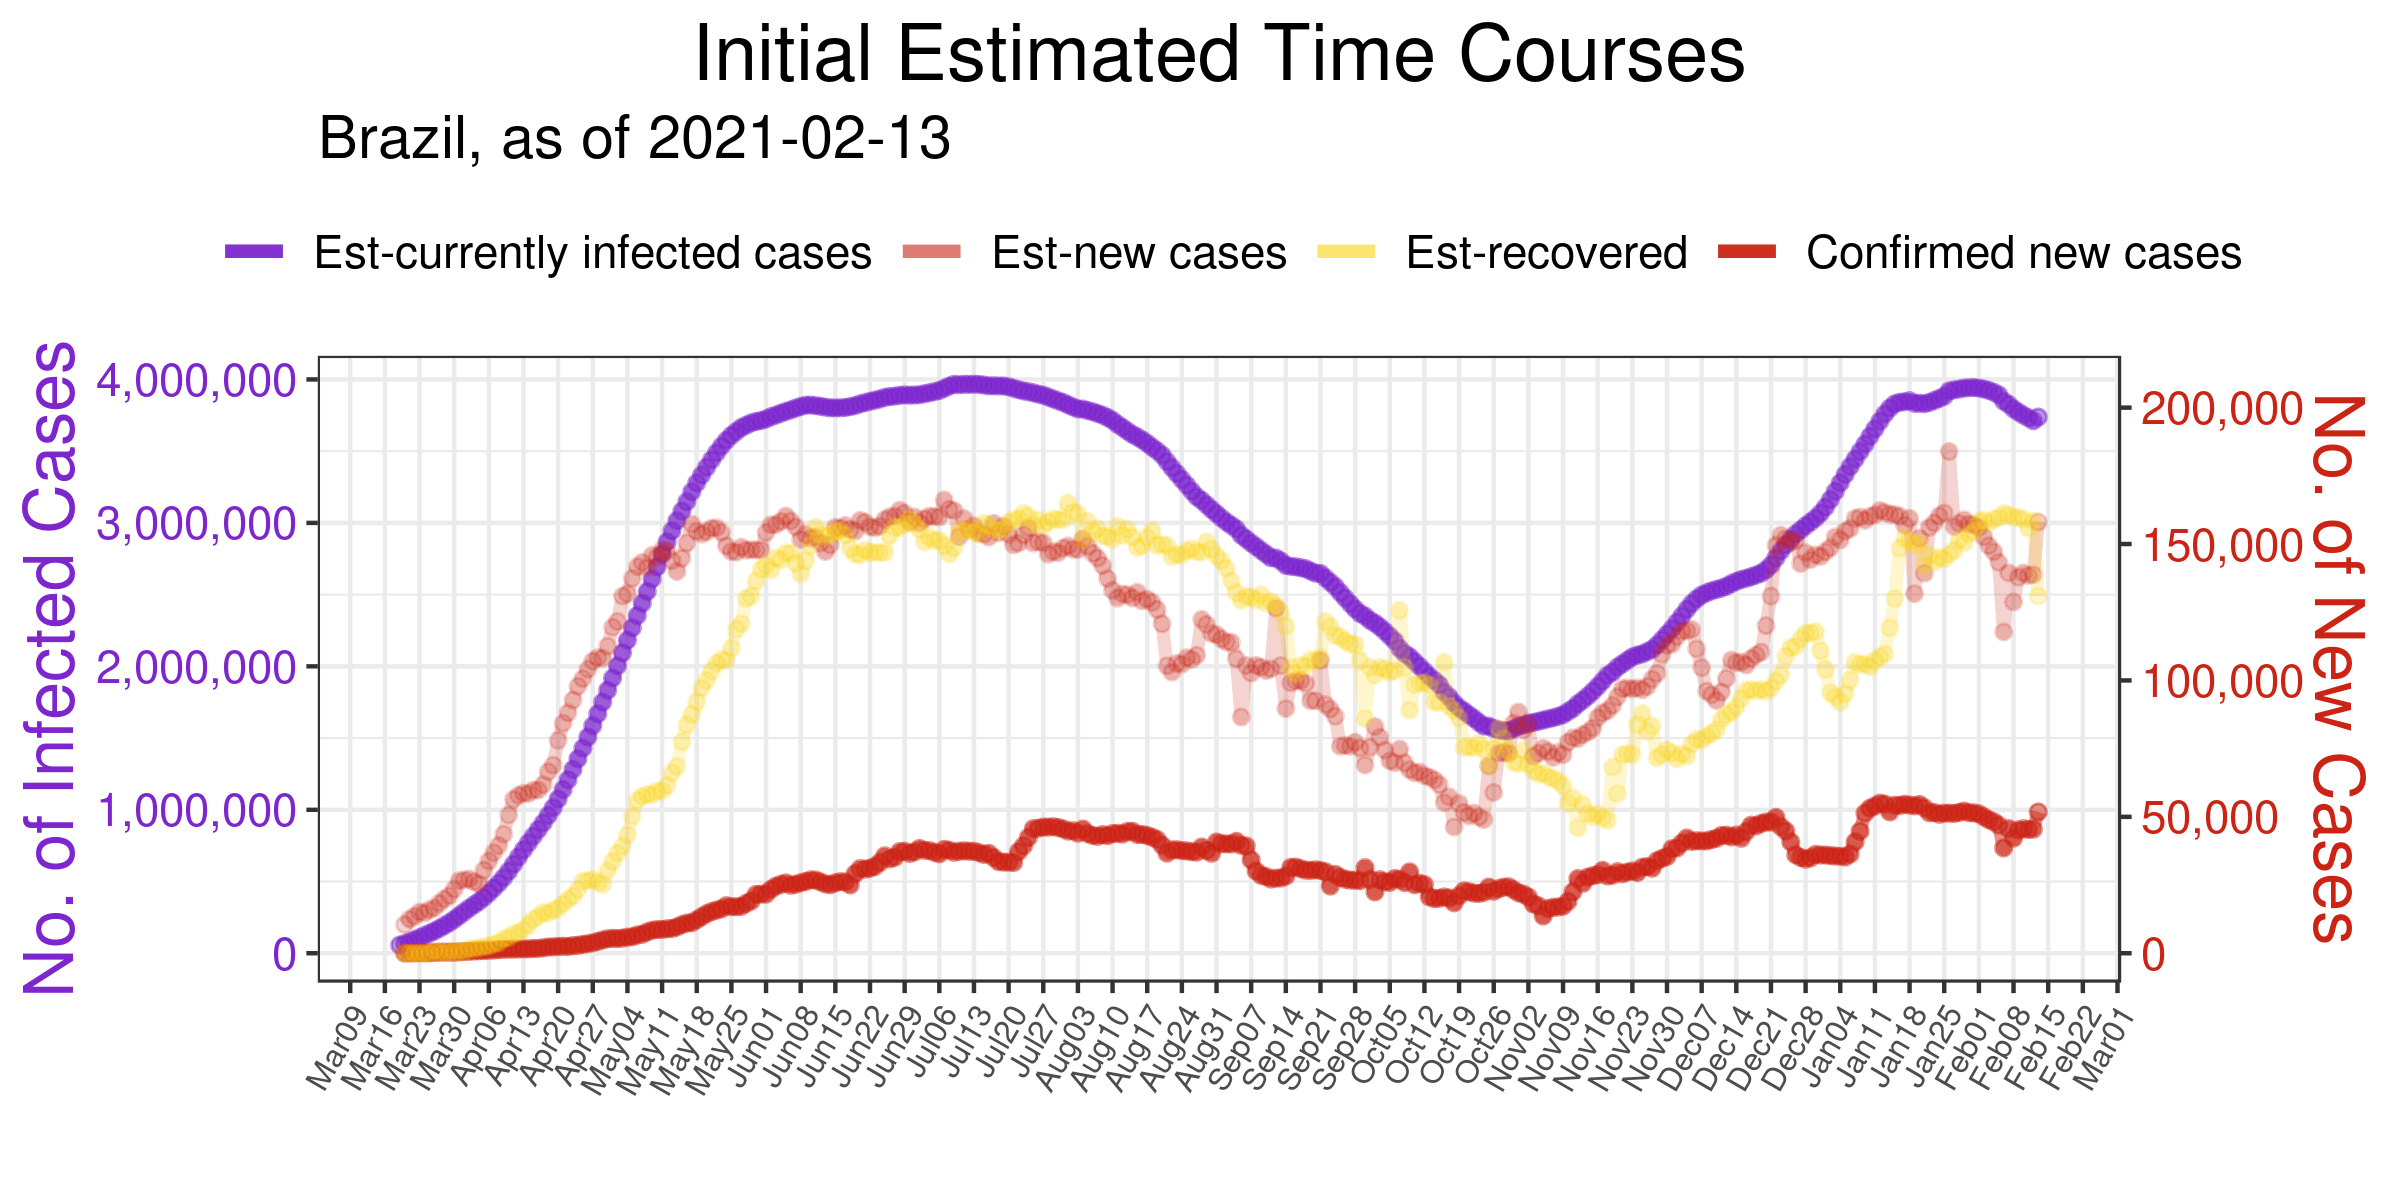 Initial Estimated Time Courses
Brazil, as of 2021-02-13
Est-currently infected cases
Est-new cases
Est-recovered
Confirmed new cases
No. of Infected Cases
4,000,000
3,000,000
2,000,000
1,000,000
0
200,000
150,000
100,000
50,000
0
No. of New Cases
Mar09
Mar16
Mar23
Mar30
Apr06
Apr13
Apr20
Apr27
May04
May11
May18
May25
Jun01
Jun08
Jun15
Jun22
Jun29
Jul06
Jul13
Jul20
Jul27
Aug03
Aug10
Aug17
Aug24
Aug31
Sep07
Sep14
Sep21
Sep28
Oct05
Oct12
Oct19
Oct26
Nov02
Nov09
Nov16
Nov23
Nov30
Dec07
Dec14
Dec21
Dec28
Jan04
Jan11
Jan18
Jan25
Feb01
Feb08
Feb15
Feb22
Mar01